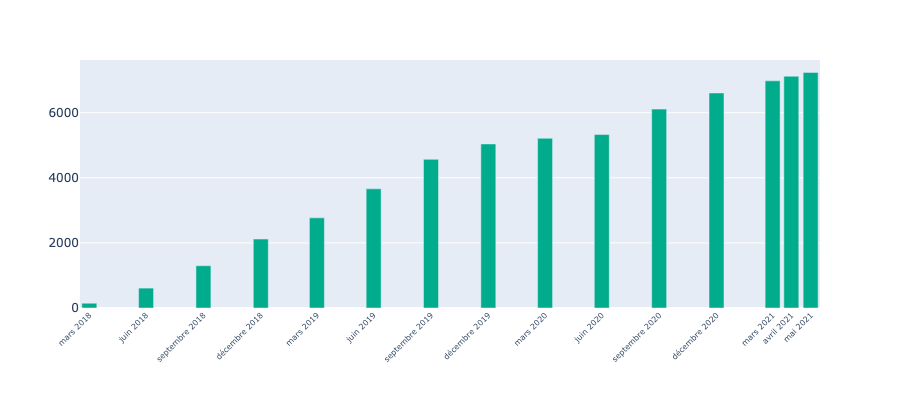 6000
4000
2000
0
mars 2018
juin 2018
septembre 2018
décembre 2018
mars 2019
juin 2019
septembre 2019
décembre 2019
mars 2020
juin 2020
septembre 2020
décembre 2020
mars 2021
avril 2021
mai 2021